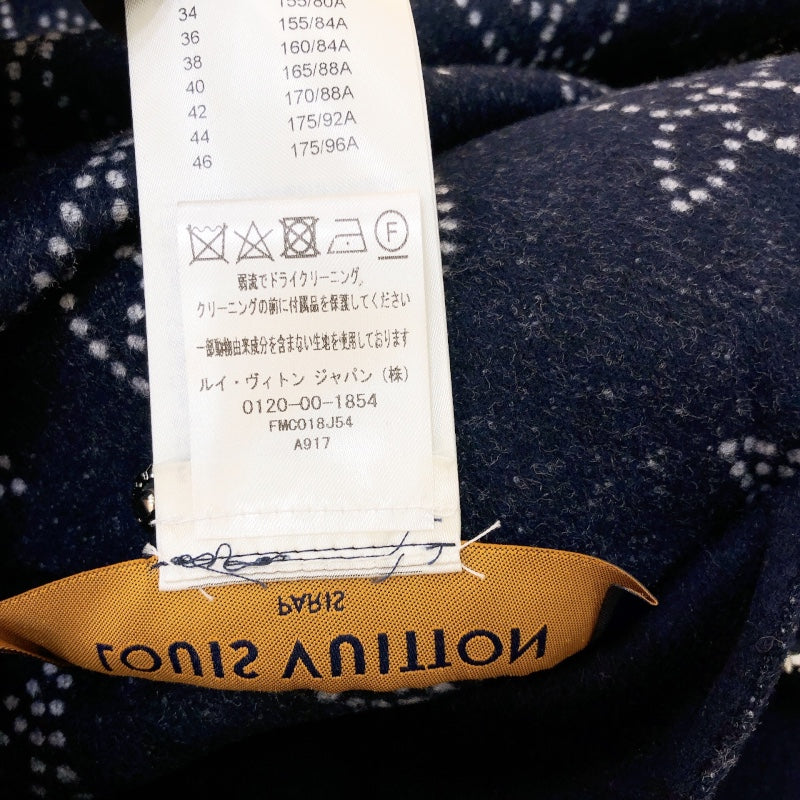 34 155/80A
36 155/84A
38 160/84A
40 165/88A
42 170/88A
44 175/92A
46 175/96A
F
弱流でドライクリーニング。
クリーニングの前に付属品を保護してください
一部動物由来成分を含まない生地を使用しております
ルイ・ヴィトン ジャパン(株)
0120-00-1854
FMC018J54
A917
PARIS
LOUIS VUITTON